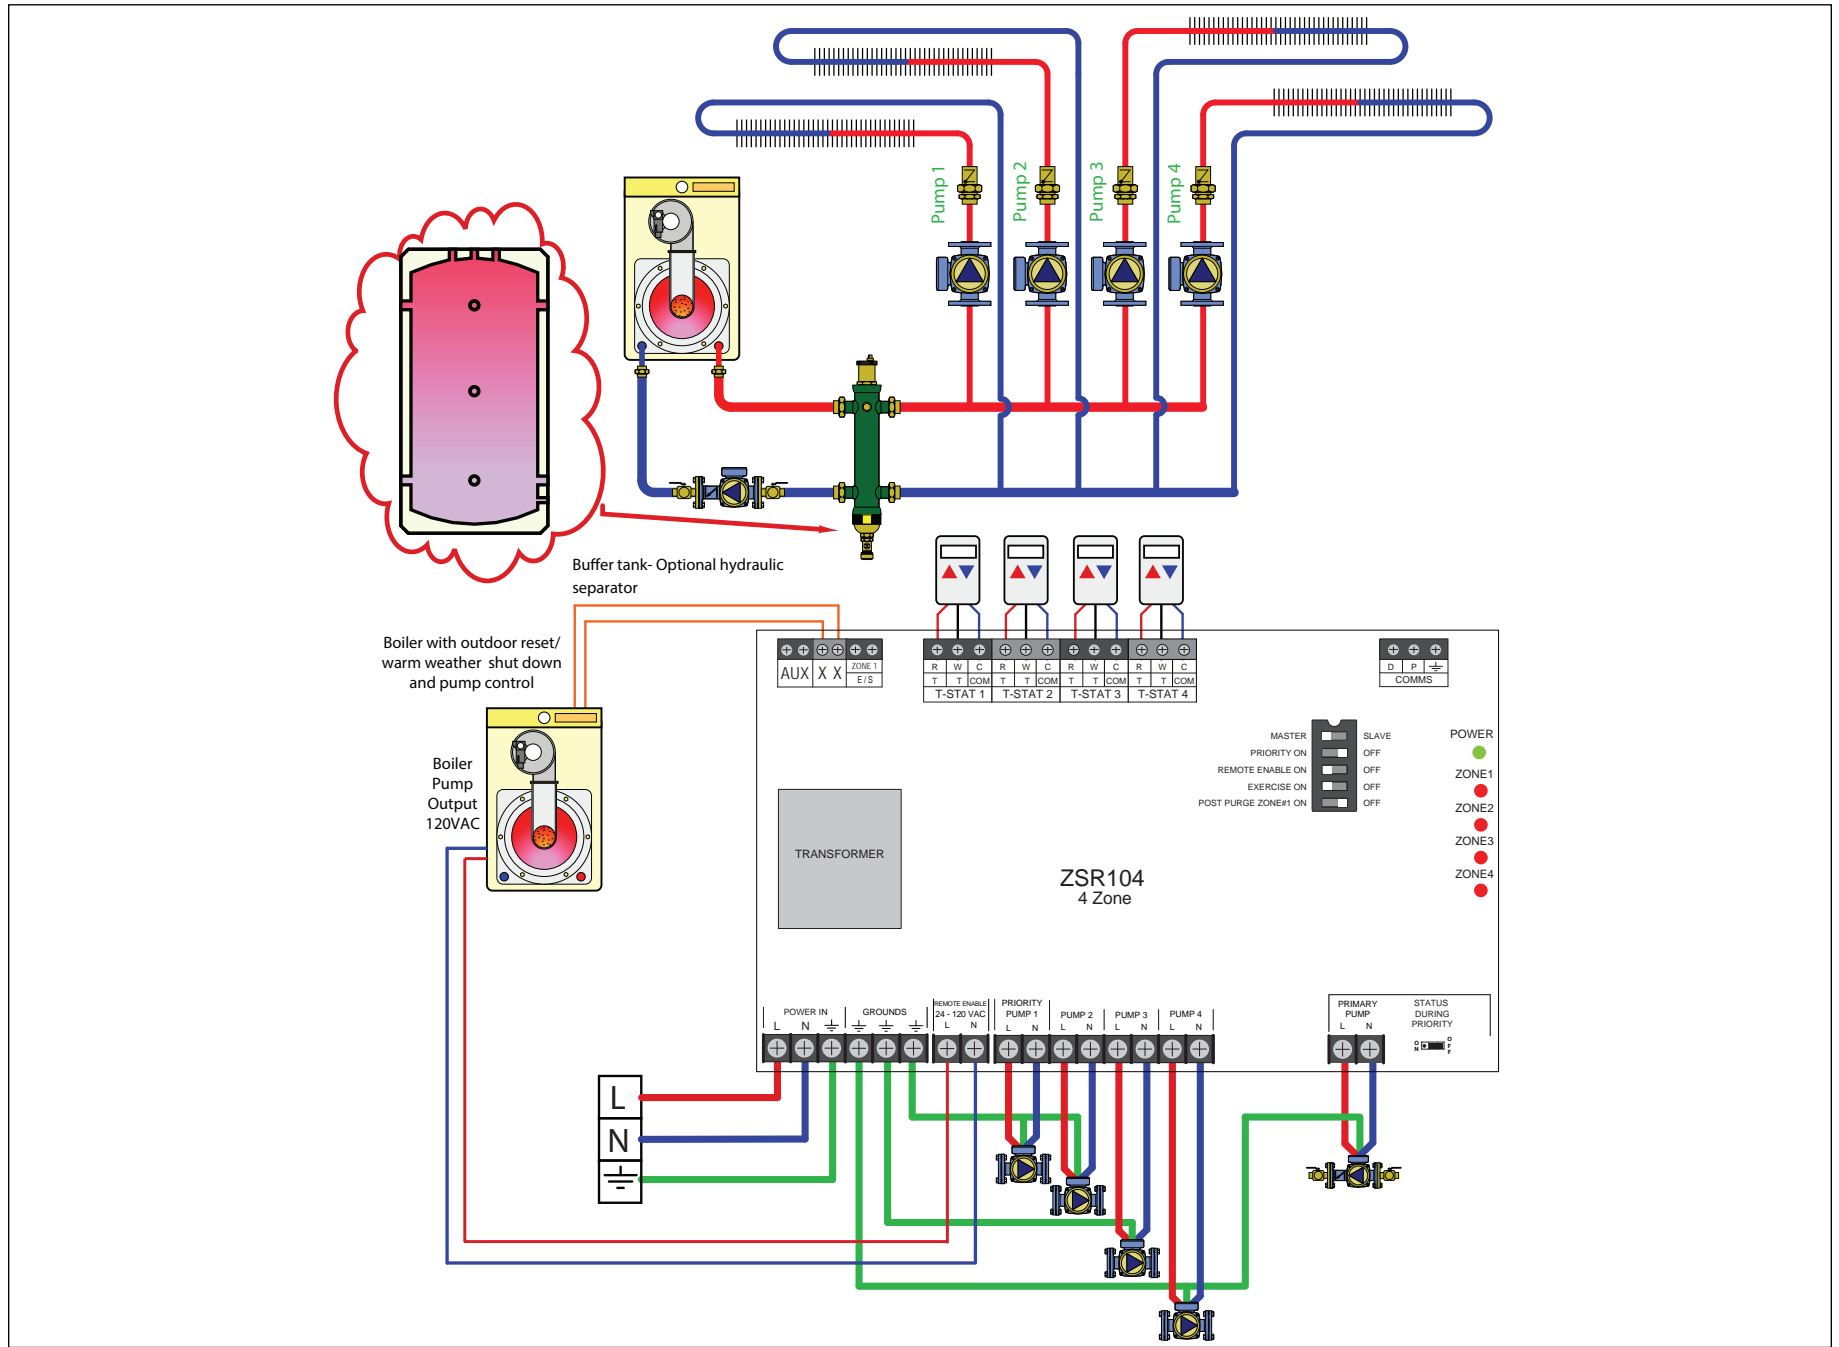 Pump 1
Pump 2
Pump 3
Pump 4
Buffer tank- Optional hydraulic
separator
Boiler with outdoor reset/
warm weather shut down
and pump control
Boiler
Pump
Output
120VAC
AUX
X X
ZONE 1
E / S
R W C
T T COM
T-STAT 1
R W C
T T COM
T-STAT 2
R W C
T T COM
T-STAT 3
R W C
T T COM
T-STAT 4
D P
COMMS
MASTER SLAVE
PRIORITY ON OFF
REMOTE ENABLE ON OFF
EXERCISE ON OFF
POST PURGE ZONE#1 ON OFF
POWER
ZONE1
ZONE2
ZONE3
ZONE4
TRANSFORMER
ZSR104
4 Zone
POWER IN
L N
GROUNDS
REMOTE ENABLE
24 - 120 VAC
L N
PRIORITY
PUMP 1
L N
PUMP 2
L N
PUMP 3
L N
PUMP 4
L N
PRIMARY
PUMP
L N
STATUS
DURING
PRIORITY
ON
OFF
L
N